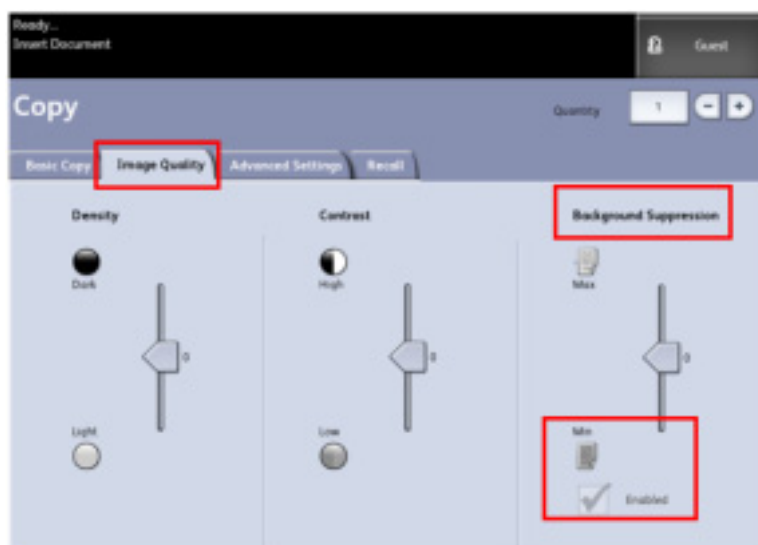 Ready...
Insert Document
Guest
Copy
Quantity
1
Basic Copy
Image Quality
Advanced Settings
Recall
Density
Contrast
Background Suppression
Dark
High
Max
0
0
0
Light
Low
Min
Enabled